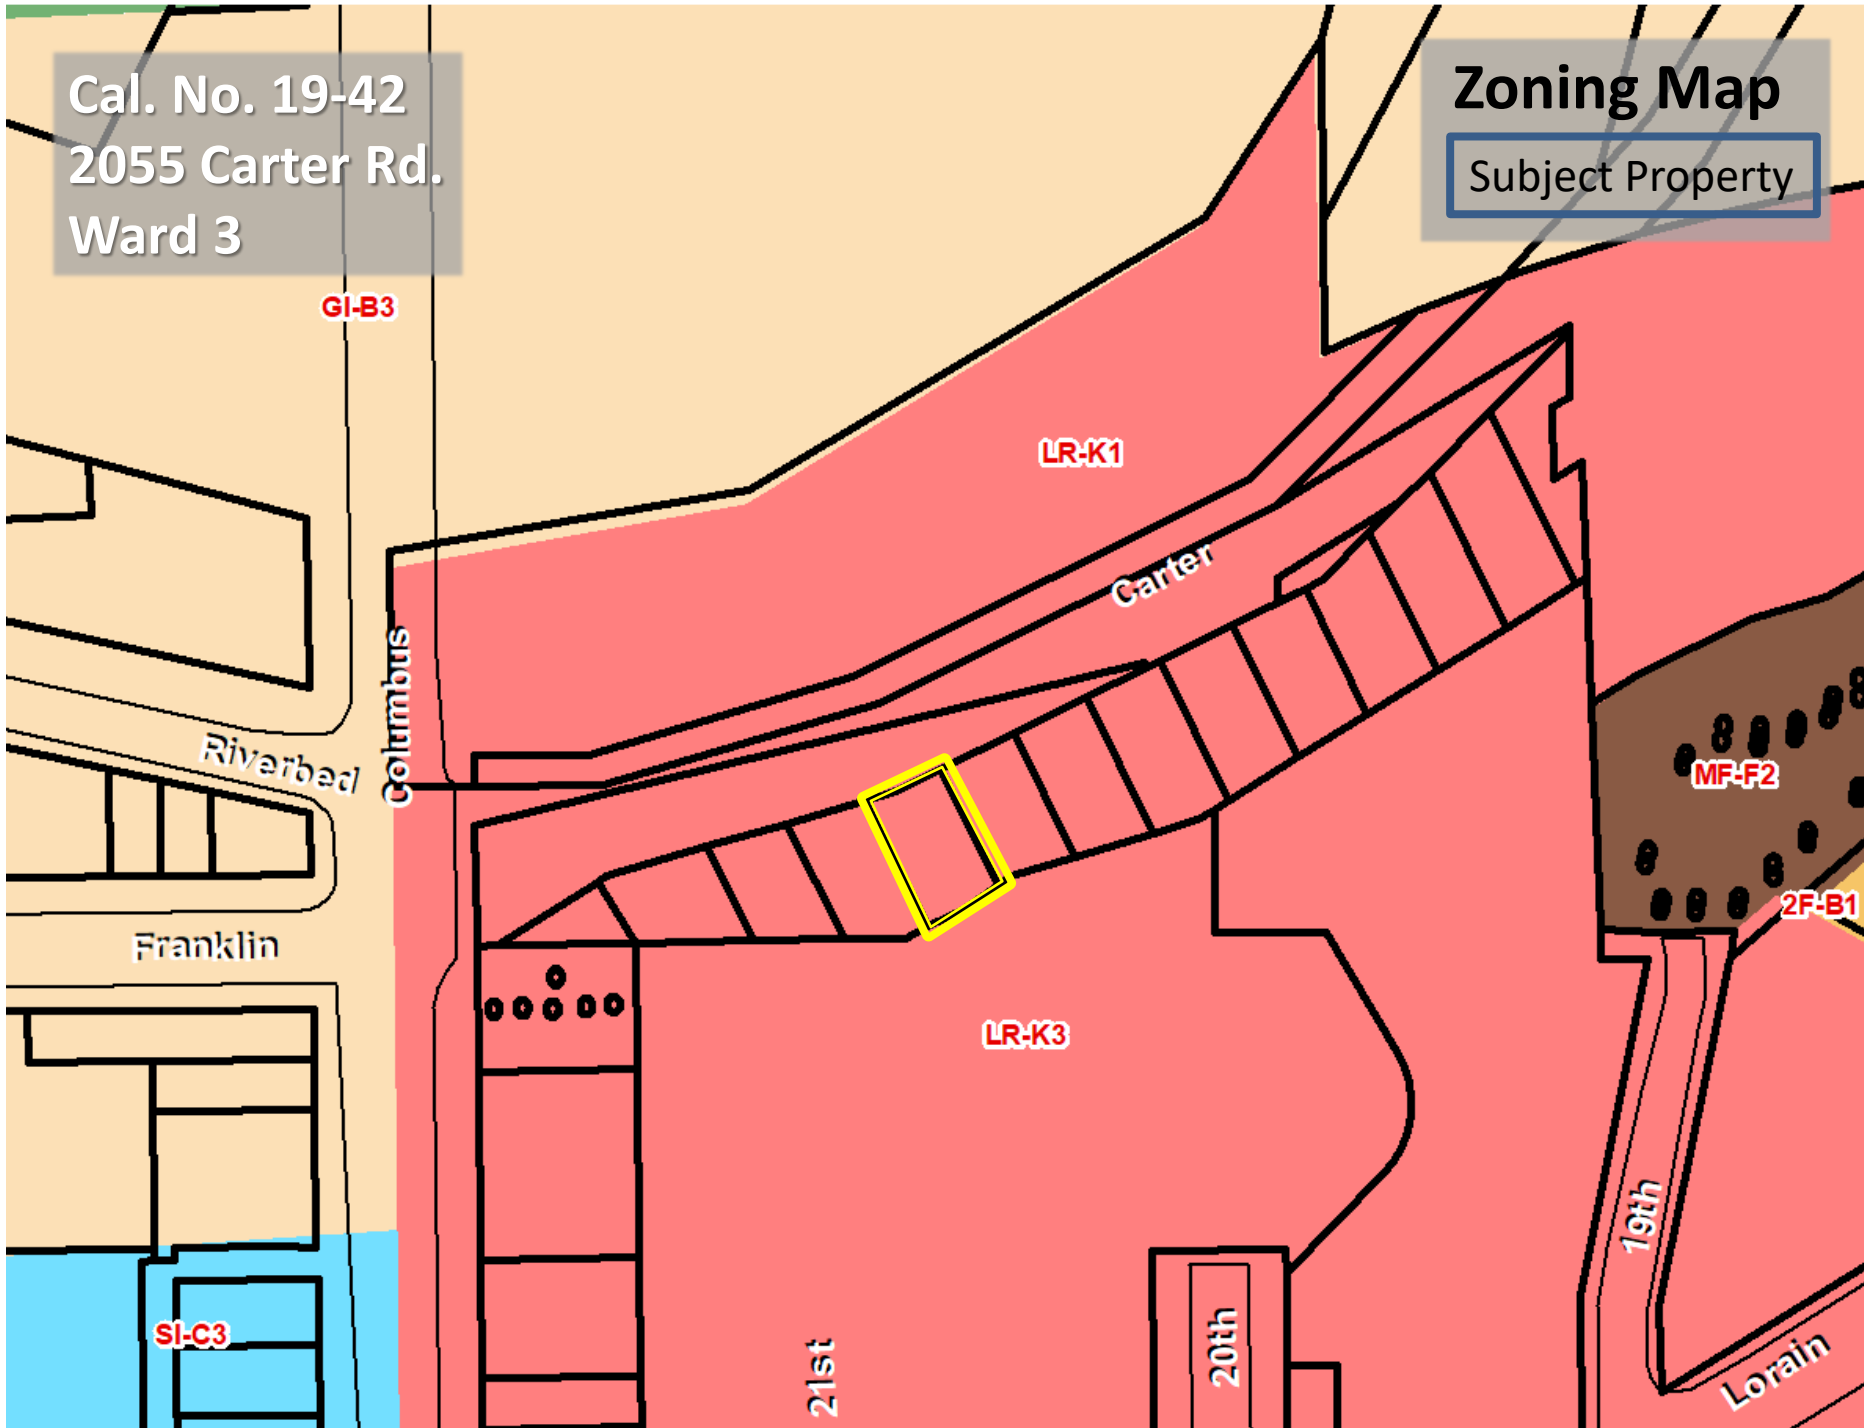 Cal. No. 19-42
2055 Carter Rd.
Ward 3
Zoning Map
Subject Property
GI-B3
LR-K1
Carter
Columbus
Riverbed
MF-F2
2F-B1
Franklin
LR-K3
19th
SI-C3
20th
21st
Lorain